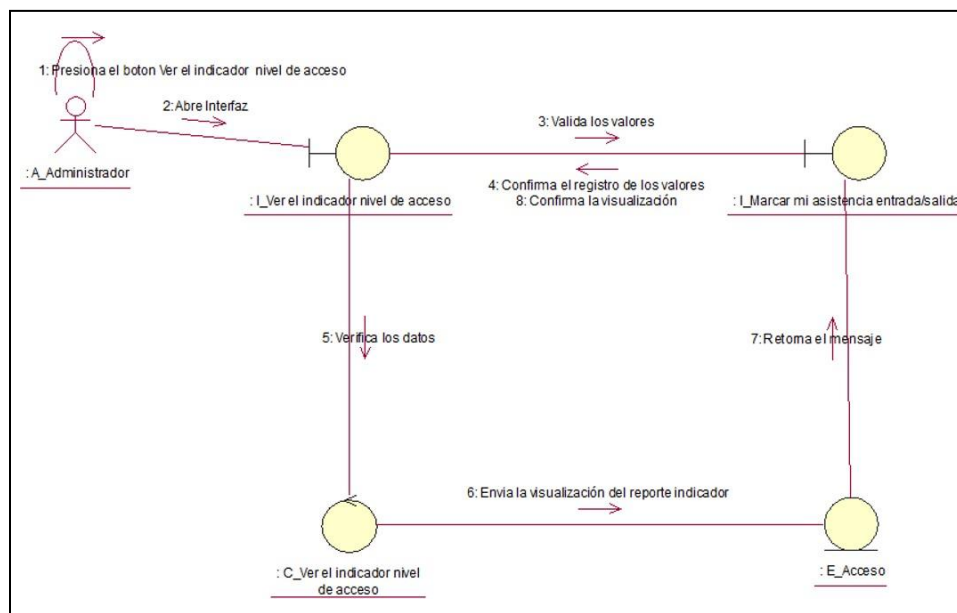 1: Presiona el boton Ver el indicador nivel de acceso
2: Abre Interfaz
3: Valida los valores
: A_Administrador
4: Confirma el registro de los valores
8: Confirma la visualización
: I_Ver el indicador nivel de acceso
: I_Marcar mi asistencia entrada/salida
5: Verifica los datos
7: Retorna el mensaje
6: Envia la visualización del reporte indicador
: C_Ver el indicador nivel
de acceso
: E_Acceso